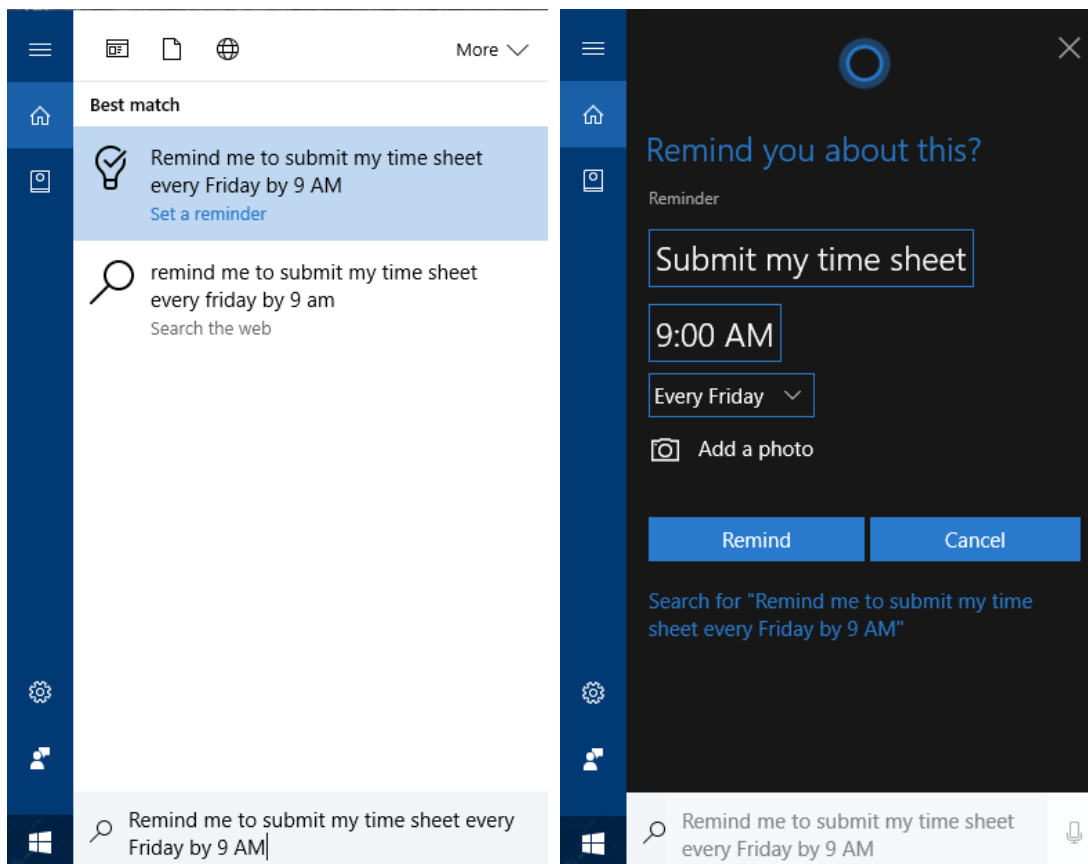 More
Best match
Remind me to submit my time sheet
every Friday by 9 AM
Set a reminder
remind me to submit my time sheet
every friday by 9 am
Search the web
Remind me to submit my time sheet every
Friday by 9 AM
Remind you about this?
Reminder
Submit my time sheet
9:00 AM
Every Friday
Add a photo
Remind
Cancel
Search for "Remind me to submit my time
sheet every Friday by 9 AM"
Remind me to submit my time sheet
every Friday by 9 AM